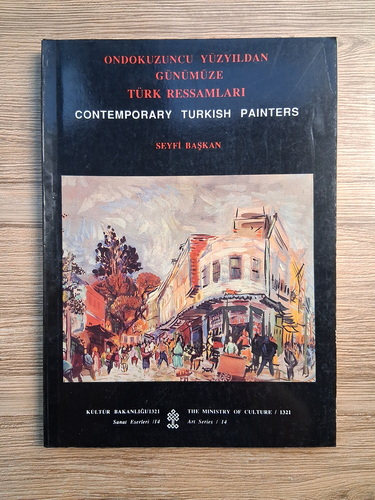 ONDOKUZUNCU YÜZYILDAN
GÜNÜMÜZE
TÜRK RESSAMLARI
CONTEMPORARY TURKISH PAINTERS
SEYFİ BAŞKAN
KÜLTÜR BAKANLIĞI/1321
Sanat Eserleri /14
THE MINISTRY OF CULTURE / 1321
Art Series / 14